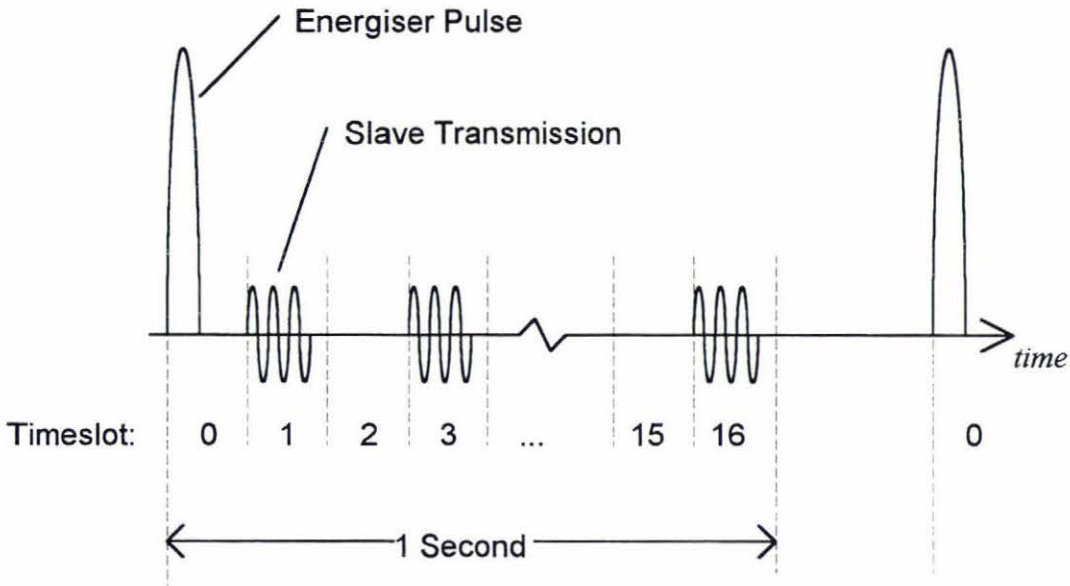 Energiser Pulse
Slave Transmission
time
Timeslot: 0 1 2 3 ... 15 16 0
1 Second